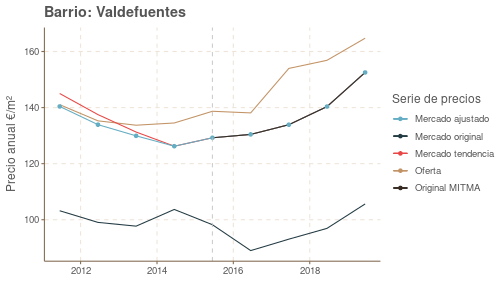 Barrio: Valdefuentes
Precio anual €/m²
160
140
120
100
2012
2014
2016
2018
Serie de precios
Mercado ajustado
Mercado original
Mercado tendencia
Oferta
Original MITMA